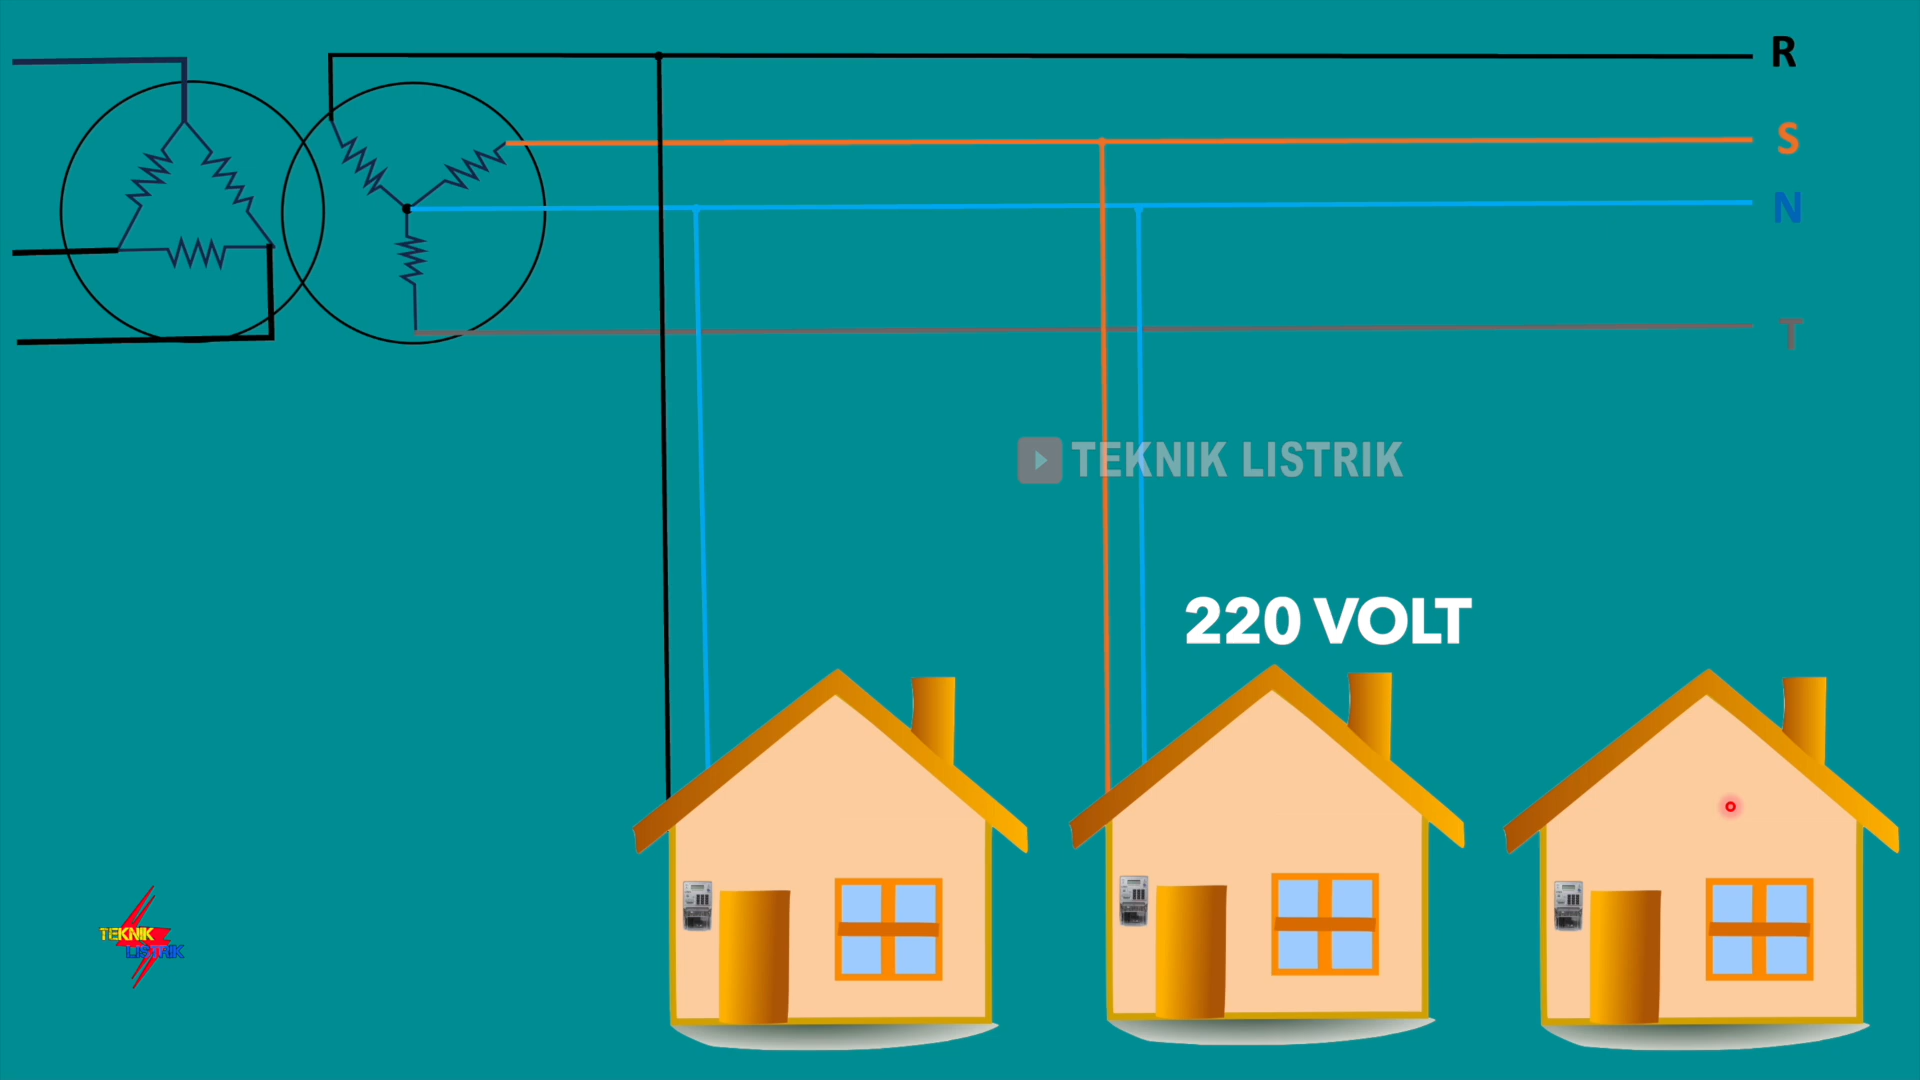 R
S
N
T
TEKNIK LISTRIK
220 VOLT
TEKNIK
LISTRIK